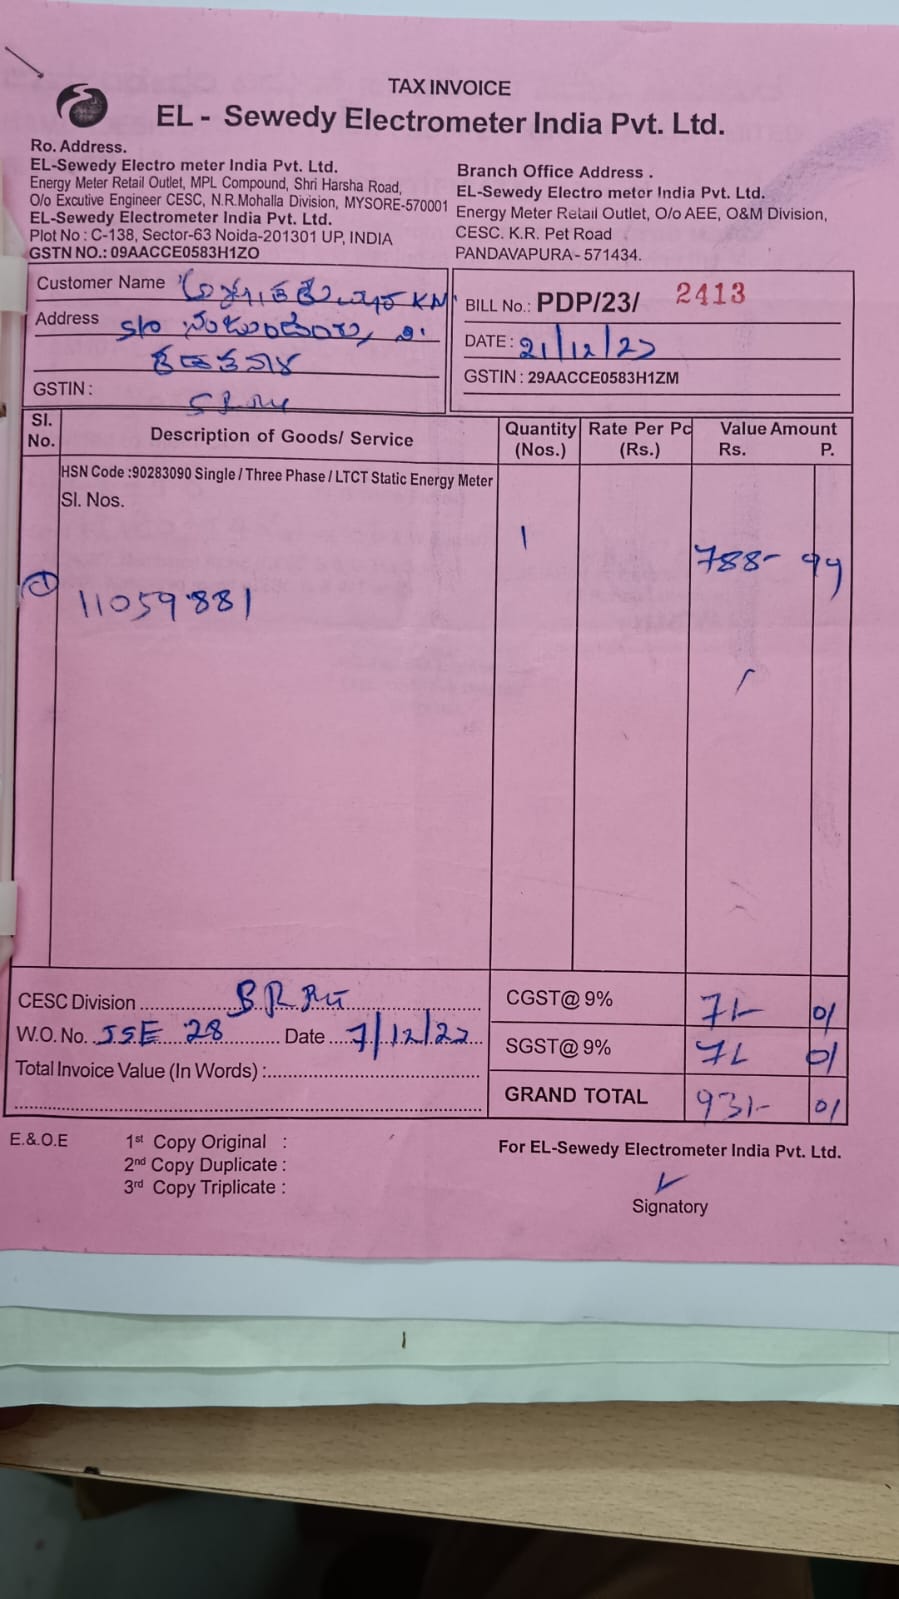 TAX INVOICE
EL - Sewedy Electrometer India Pvt. Ltd.
Ro. Address.
EL-Sewedy Electro meter India Pvt. Ltd.
Energy Meter Retail Outlet, MPL Compound, Shri Harsha Road,
O/o Excutive Engineer CESC, N.R.Mohalla Division, MYSORE-570001
EL-Sewedy Electrometer India Pvt. Ltd.
Plot No : C-138, Sector-63 Noida-201301 UP, INDIA
GSTN NO.: 09AACCE0583H1ZO
Branch Office Address .
EL-Sewedy Electro meter India Pvt. Ltd.
Energy Meter Retail Outlet, O/o AEE, O&M Division,
CESC. K.R. Pet Road
PANDAVAPURA- 571434.
Customer Name
Address S/o
GSTIN :
BILL No.: PDP/23/ 2413
DATE : 21/12/23
GSTIN : 29AACCE0583H1ZM
Sl. No. Description of Goods/ Service Quantity (Nos.) Rate Per Pc (Rs.) Value Amount Rs. P.
HSN Code :90283090 Single / Three Phase / LTCT Static Energy Meter
Sl. Nos.
1 788- 99
11059881
CESC Division
W.O. No. JSE 28 Date 7/12/23
Total Invoice Value (In Words) :
CGST@ 9% 71- 01
SGST@ 9% 71 01
GRAND TOTAL 931- 01
E.&.O.E 1st Copy Original :
2nd Copy Duplicate :
3rd Copy Triplicate :
For EL-Sewedy Electrometer India Pvt. Ltd.
Signatory